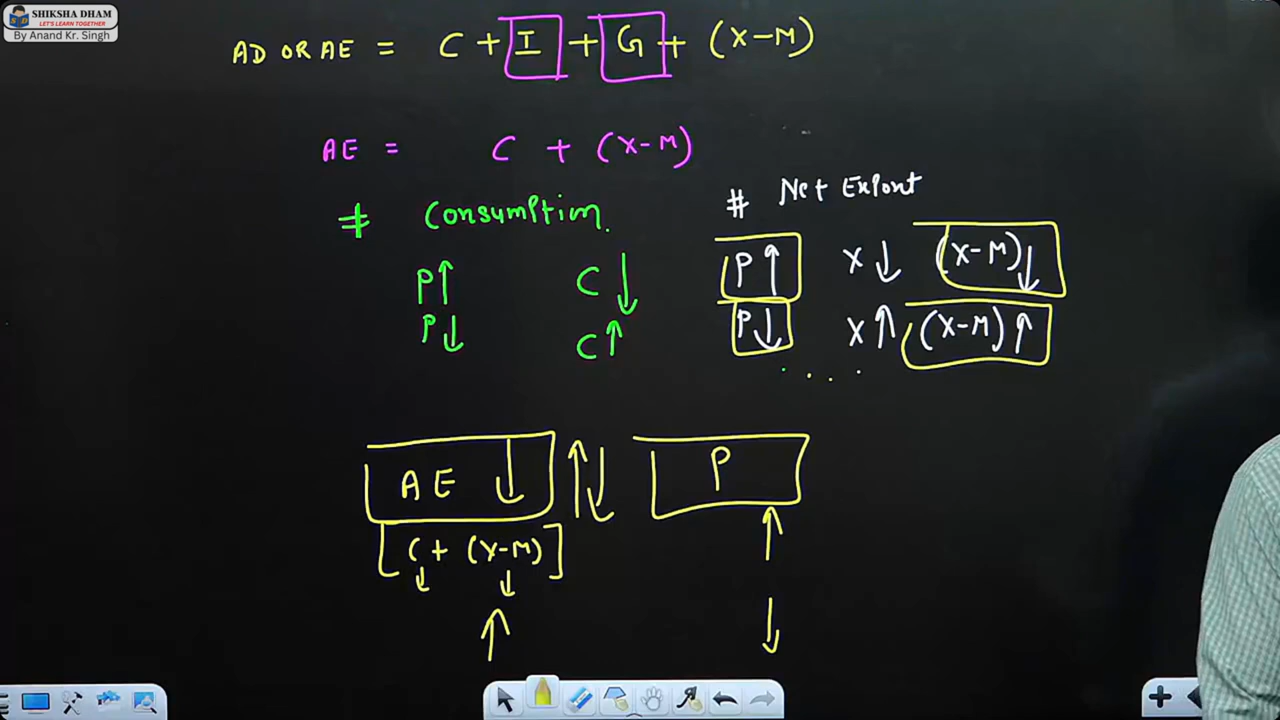 SHIKSHA DHAM
LET'S LEARN TOGETHER
By Anand Kr. Singh
AD OR AE = C + I + G + (X-M)
AE = C + (X-M)
# Consumption
P↑ C↓
P↓ C↑
# Net Export
P↑ X↓ (X-M)↓
P↓ X↑ (X-M)↑
AE ↓ ↑↓ P
[C + (X-M)] ↑
↓ ↓
↑ ↓